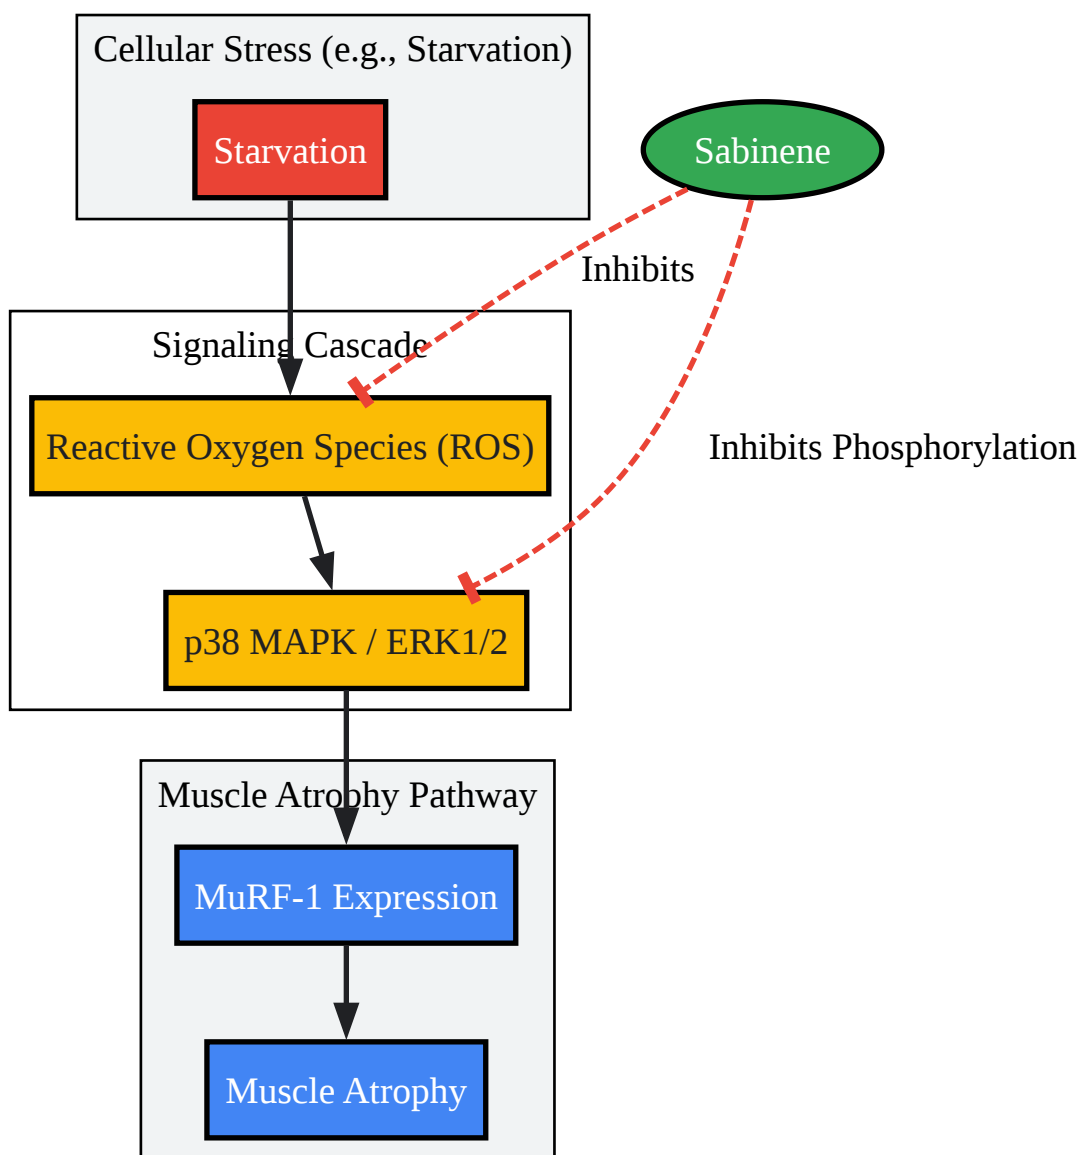 Cellular Stress (e.g., Starvation)
Starvation
Sabinene
Inhibits
Signaling Cascade
Reactive Oxygen Species (ROS)
Inhibits Phosphorylation
p38 MAPK / ERK1/2
Muscle Atrophy Pathway
MuRF-1 Expression
Muscle Atrophy